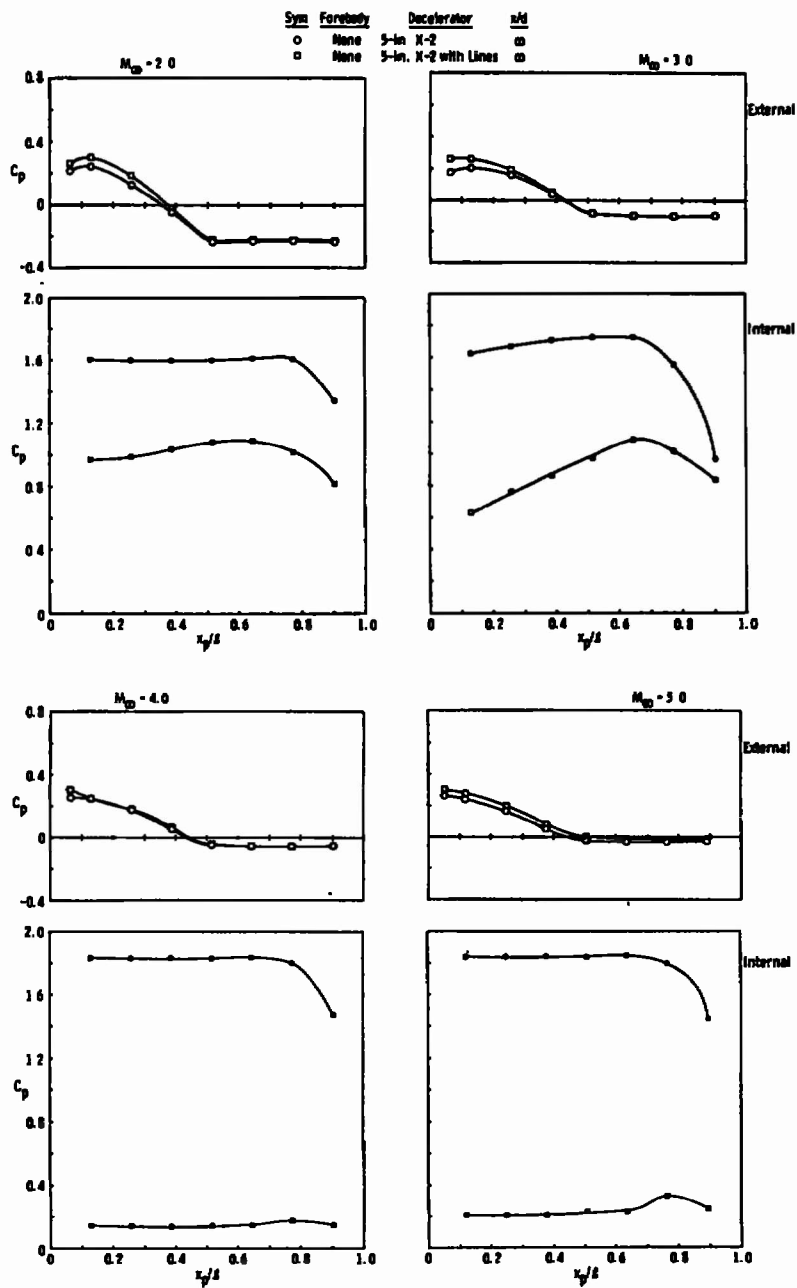 Sym Forebody Decelerator x/d
None 5-in X-2 ∞
None 5-in. X-2 with Lines ∞
M∞ = 2 0
M∞ = 3 0
0.8
0.4
Cp
0
-0.4
External
2.0
1.6
1.2
Cp
0.8
0 4
0
Internal
0 0.2 0.4 0.6 0.8 1.0
xp/ℓ
0 0.2 0.4 0.6 0.8 1.0
xp/ℓ
M∞ = 4.0
M∞ = 5 0
0.8
0.4
Cp
0
-0.4
External
2.0
1 6
1 2
Cp
0.8
0.4
0
Internal
0 0.2 0.4 0.6 0.8 1.0
xp/ℓ
0 0.2 0.4 0.6 0.8 1.0
xp/ℓ